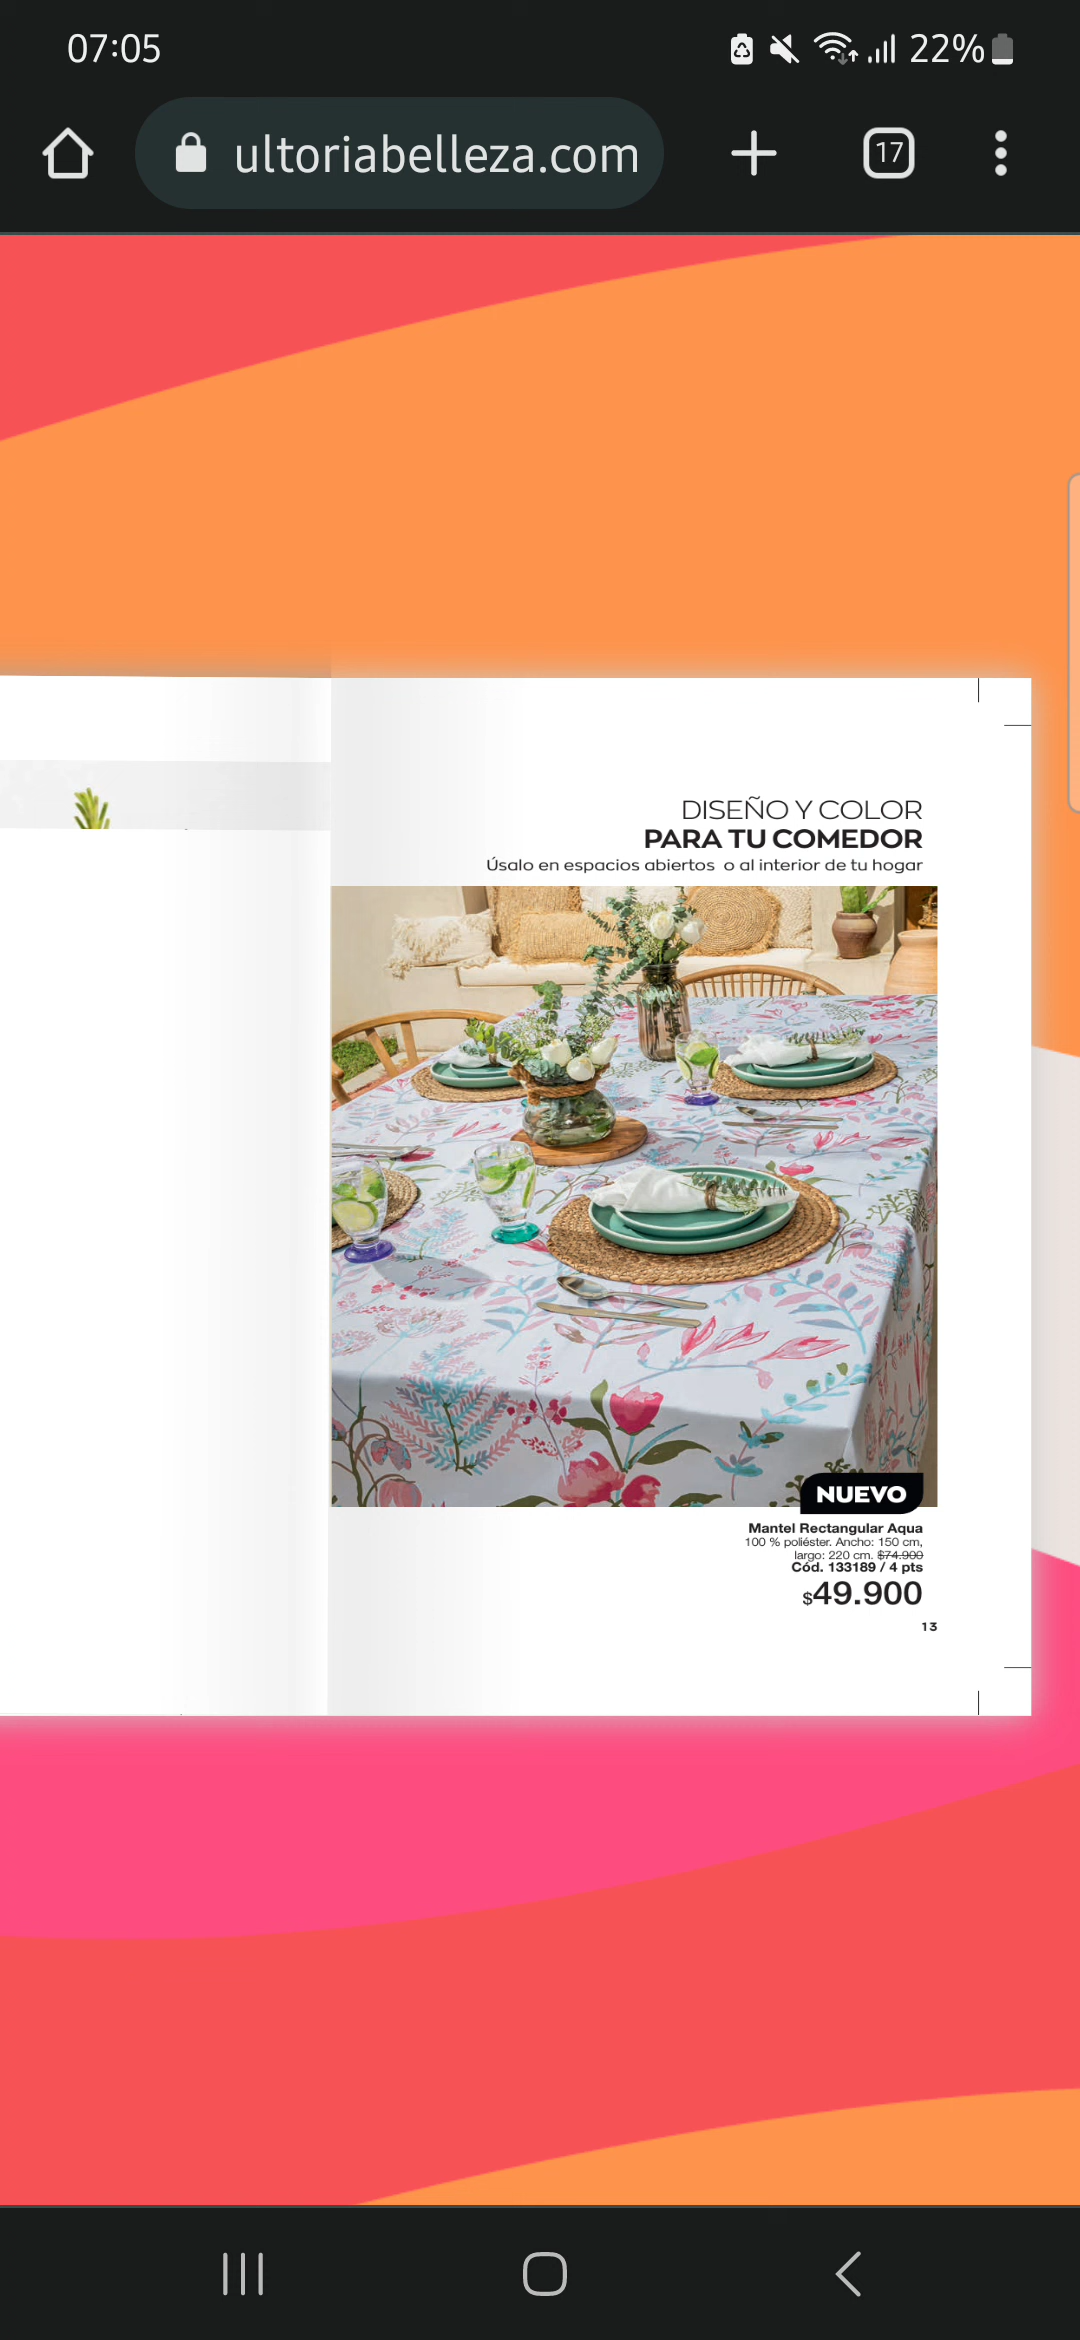 07:05
22%
ultoriabelleza.com
17
DISEÑO Y COLOR
PARA TU COMEDOR
Úsalo en espacios abiertos o al interior de tu hogar
NUEVO
Mantel Rectangular Aqua
100 % poliéster. Ancho: 150 cm,
largo: 220 cm. $74.900
Cód. 133189 / 4 pts
$49.900
13